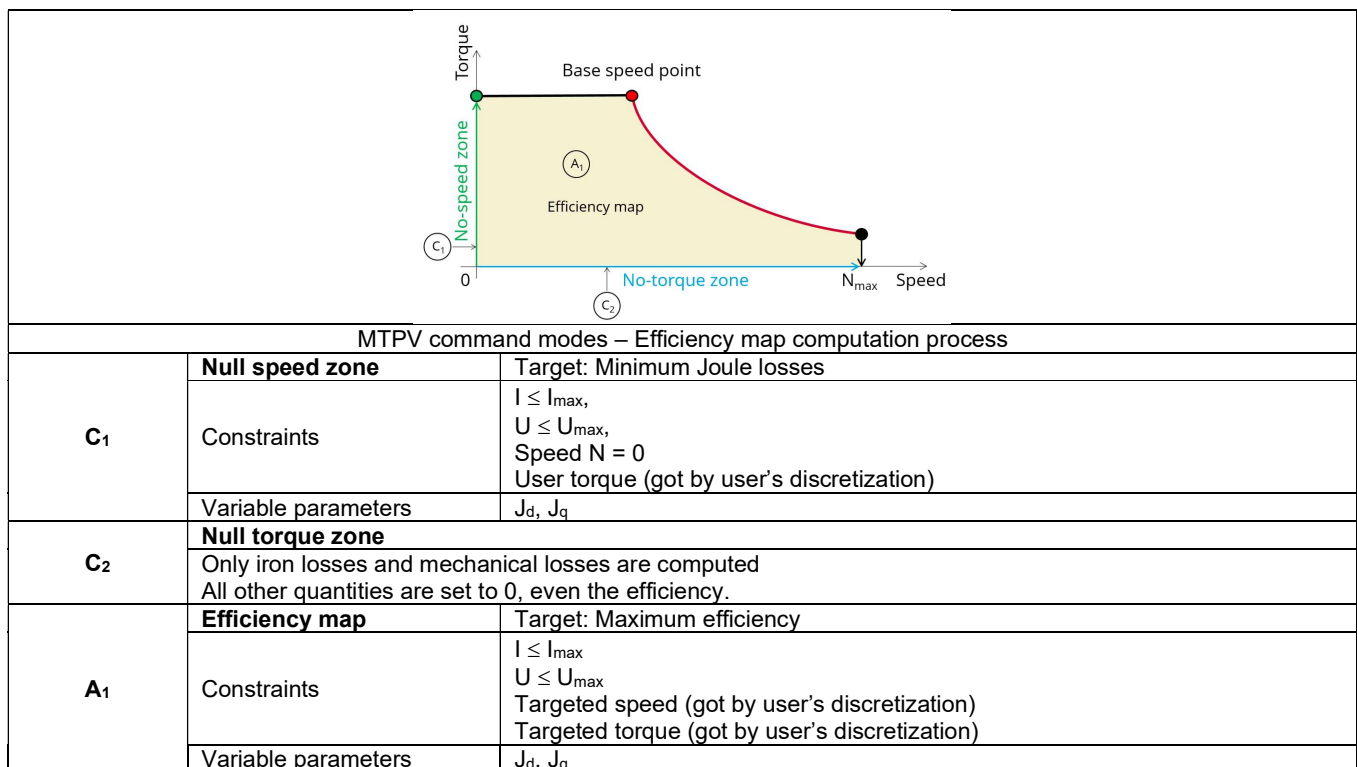 Torque
Base speed point
No-speed zone
A₁
Efficiency map
C₁
0
No-torque zone
Nmax
Speed
C₂
MTPV command modes – Efficiency map computation process
C₁
Null speed zone
Target: Minimum Joule losses
Constraints
I ≤ Imax,
U ≤ Umax,
Speed N = 0
User torque (got by user’s discretization)
Variable parameters
Jd, Jq
C₂
Null torque zone
Only iron losses and mechanical losses are computed
All other quantities are set to 0, even the efficiency.
A₁
Efficiency map
Target: Maximum efficiency
Constraints
I ≤ Imax
U ≤ Umax
Targeted speed (got by user’s discretization)
Targeted torque (got by user’s discretization)
Variable parameters
Jd, Jq